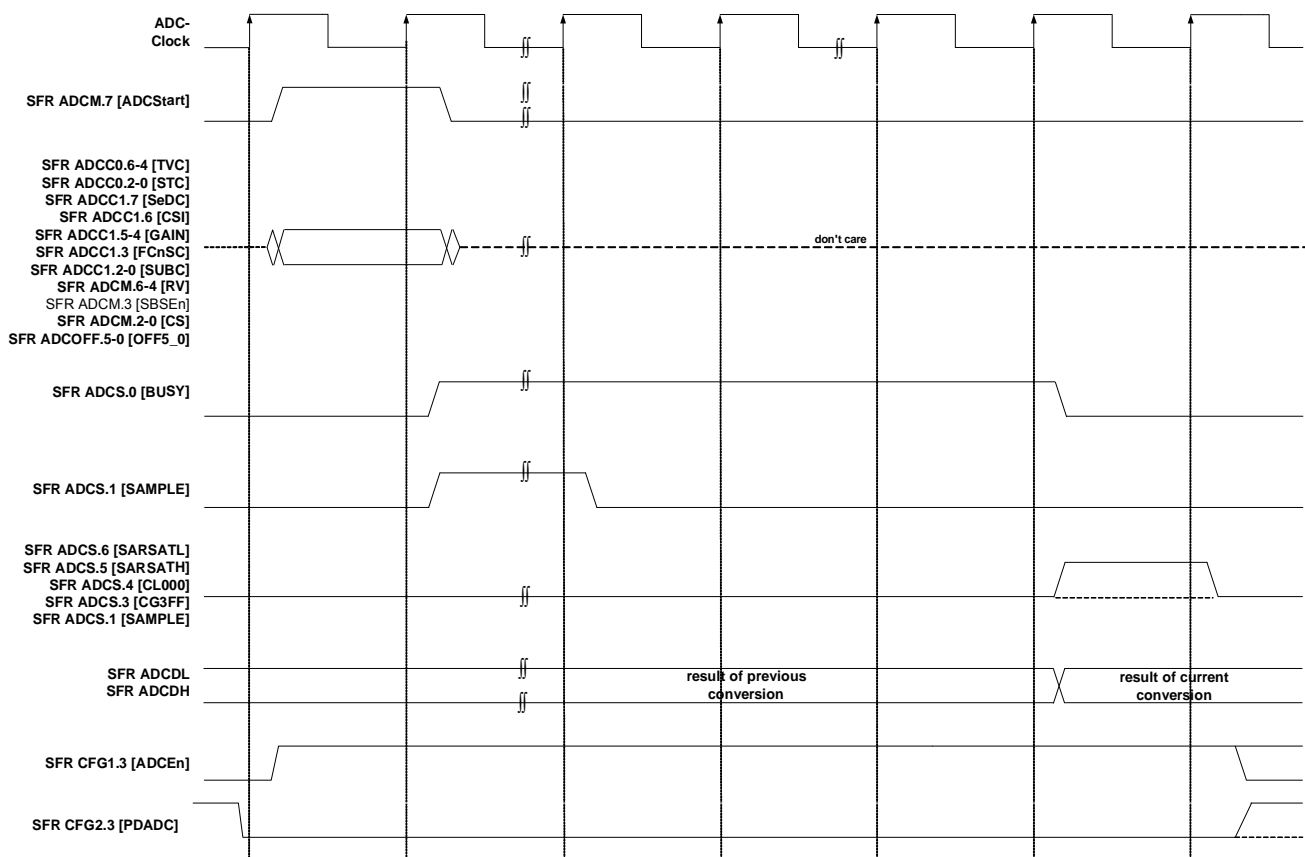 ADC-
Clock
SFR ADCM.7 [ADCStart]
SFR ADCC0.6-4 [TVC]
SFR ADCC0.2-0 [STC]
SFR ADCC1.7 [SeDC]
SFR ADCC1.6 [CSI]
SFR ADCC1.5-4 [GAIN]
SFR ADCC1.3 [FCnSC]
SFR ADCC1.2-0 [SUBC]
SFR ADCM.6-4 [RV]
SFR ADCM.3 [SBSEn]
SFR ADCM.2-0 [CS]
SFR ADCOFF.5-0 [OFF5_0]
don't care
SFR ADCS.0 [BUSY]
SFR ADCS.1 [SAMPLE]
SFR ADCS.6 [SARSATL]
SFR ADCS.5 [SARSATH]
SFR ADCS.4 [CL000]
SFR ADCS.3 [CG3FF]
SFR ADCS.1 [SAMPLE]
SFR ADCDL
SFR ADCDH
result of previous
conversion
result of current
conversion
SFR CFG1.3 [ADCEn]
SFR CFG2.3 [PDADC]